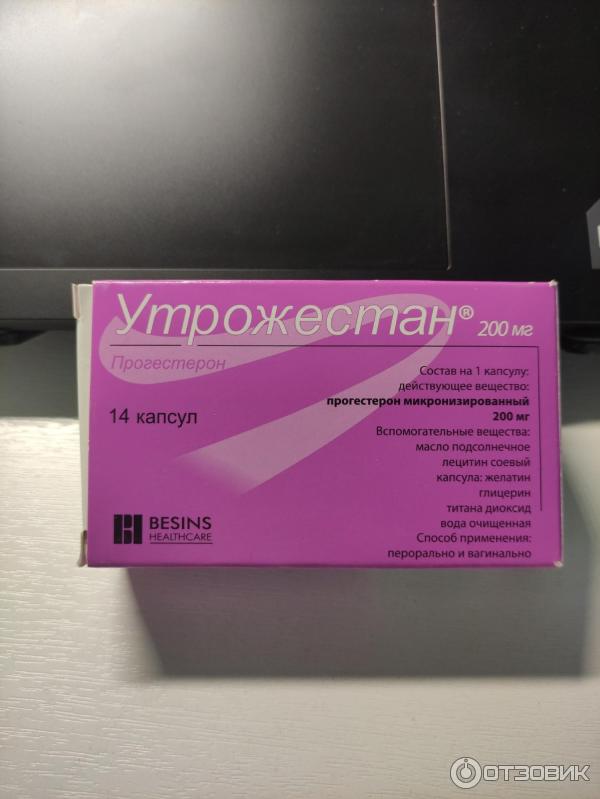 Утрожестан® 200 мг
Прогестерон
14 капсул
Состав на 1 капсулу:
действующее вещество:
прогестерон микронизированный
200 мг
Вспомогательные вещества:
масло подсолнечное
лецитин соевый
капсула: желатин
глицерин
титана диоксид
вода очищенная
Способ применения:
перорально и вагинально
BESINS
HEALTHCARE
ОТЗОВИК